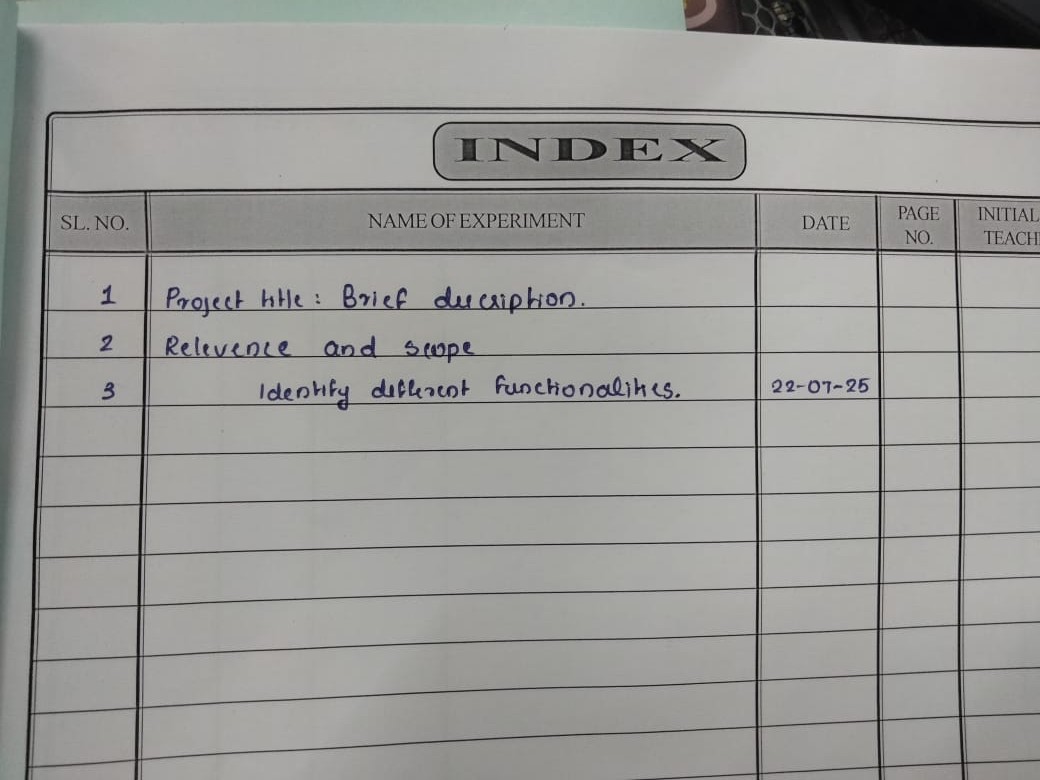 INDEX
SL. NO. NAME OF EXPERIMENT DATE PAGE NO. INITIAL TEACH
1 Project title : Brief description.
2 Relevence and scope
3 Identify different functionalities. 22-07-25